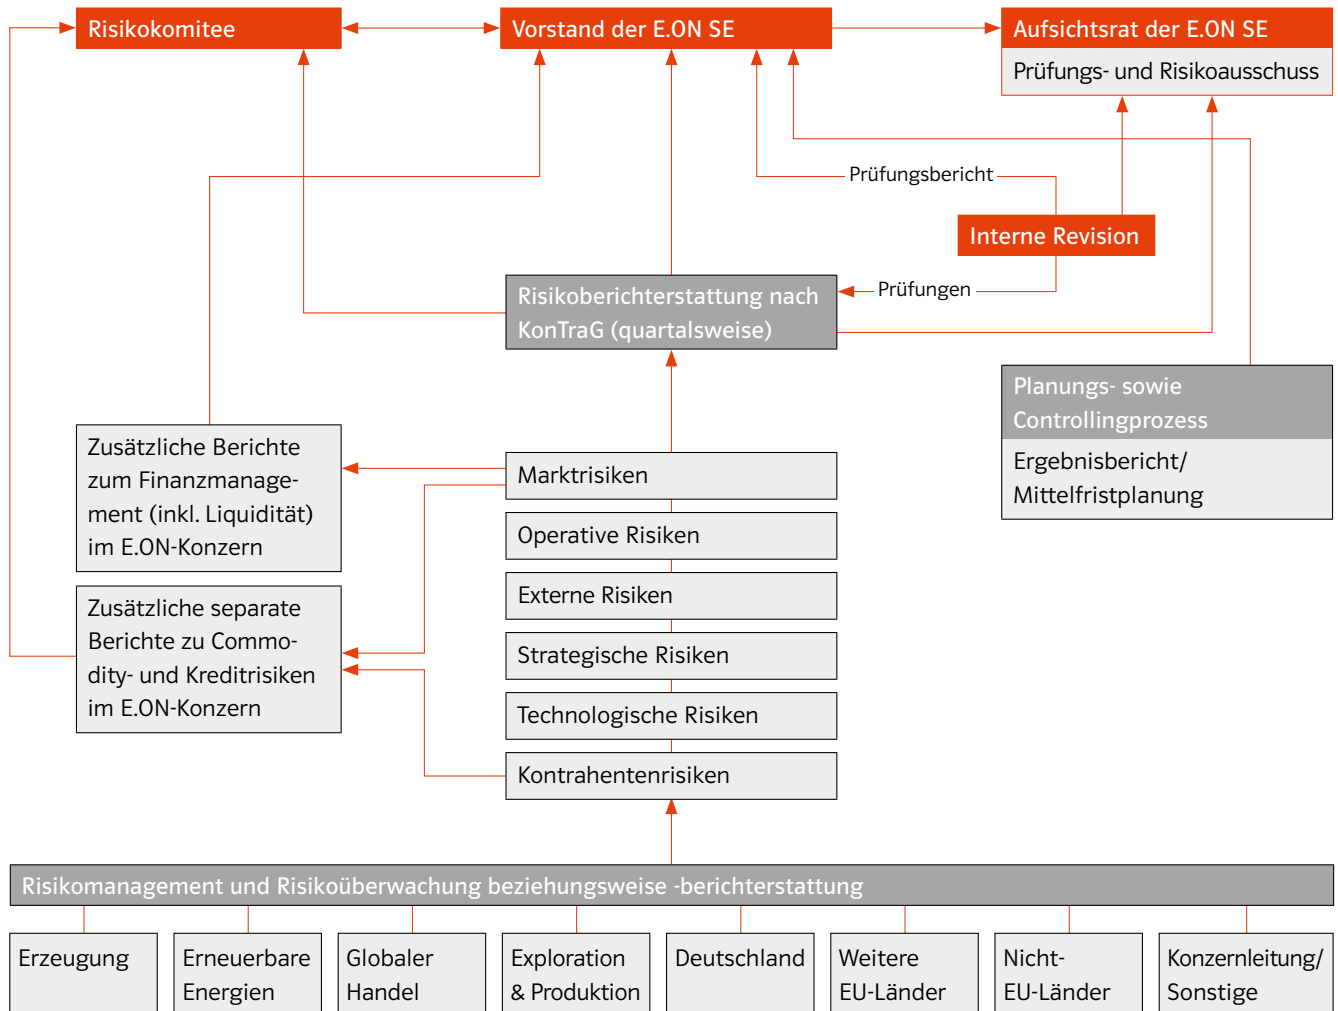 Risikokomitee
Vorstand der E.ON SE
Aufsichtsrat der E.ON SE
Prüfungs- und Risikoausschuss
Prüfungsbericht
Interne Revision
Prüfungen
Risikoberichterstattung nach
KonTraG (quartalsweise)
Planungs- sowie
Controllingprozess
Ergebnisbericht/
Mittelfristplanung
Zusätzliche Berichte
zum Finanzmanage-
ment (inkl. Liquidität)
im E.ON-Konzern
Zusätzliche separate
Berichte zu Commo-
dity- und Kreditrisiken
im E.ON-Konzern
Marktrisiken
Operative Risiken
Externe Risiken
Strategische Risiken
Technologische Risiken
Kontrahentenrisiken
Risikomanagement und Risikoüberwachung beziehungsweise -berichterstattung
Erzeugung
Erneuerbare
Energien
Globaler
Handel
Exploration
& Produktion
Deutschland
Weitere
EU-Länder
Nicht-
EU-Länder
Konzernleitung/
Sonstige